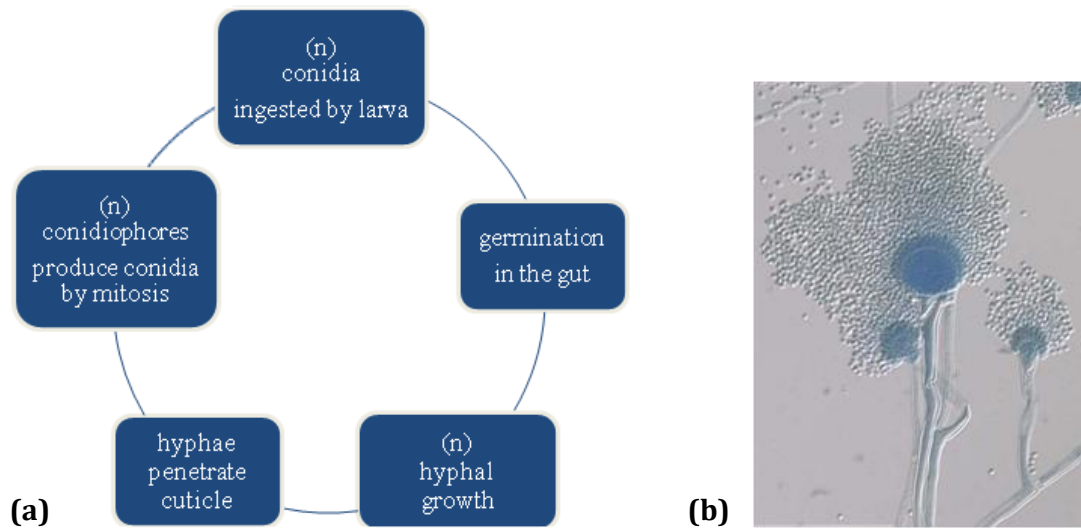 (n)
conidia
ingested by larva
germination
in the gut
(n)
hyphal
growth
hyphae
penetrate
cuticle
(n)
conidiophores
produce conidia
by mitosis
(a)
(b)